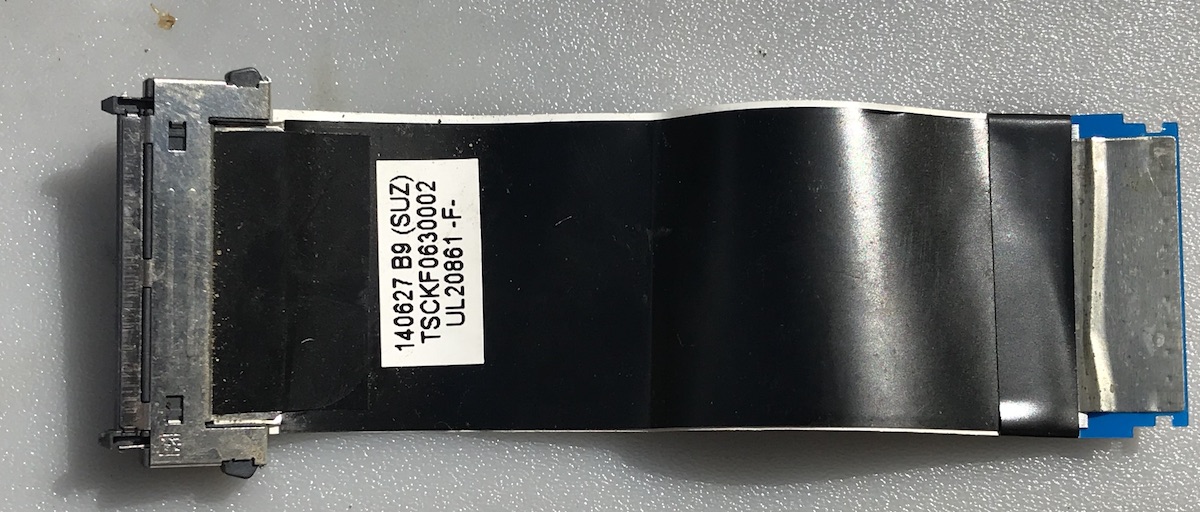 140627 B9 (SUZ)
TSCKF0630002
UL20861 -F-